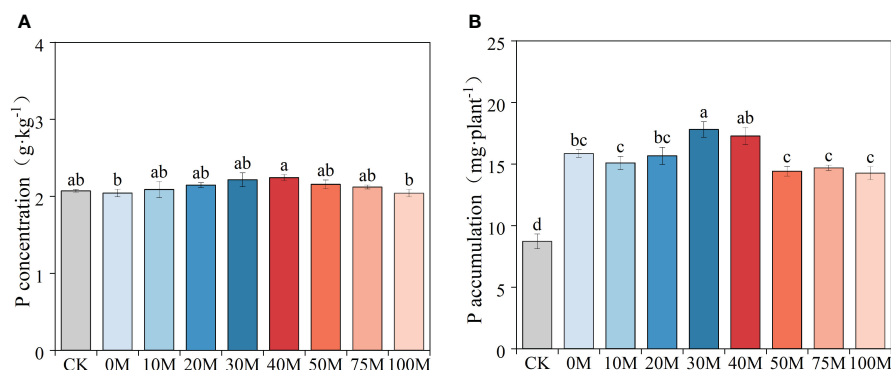 A
P concentration（g·kg⁻¹）
4
3
2
1
0
ab
b
ab
ab
ab
a
ab
ab
b
CK 0M 10M 20M 30M 40M 50M 75M 100M
B
P accumulation（mg·plant⁻¹）
25
20
15
10
5
0
d
bc
c
bc
a
ab
c
c
c
CK 0M 10M 20M 30M 40M 50M 75M 100M